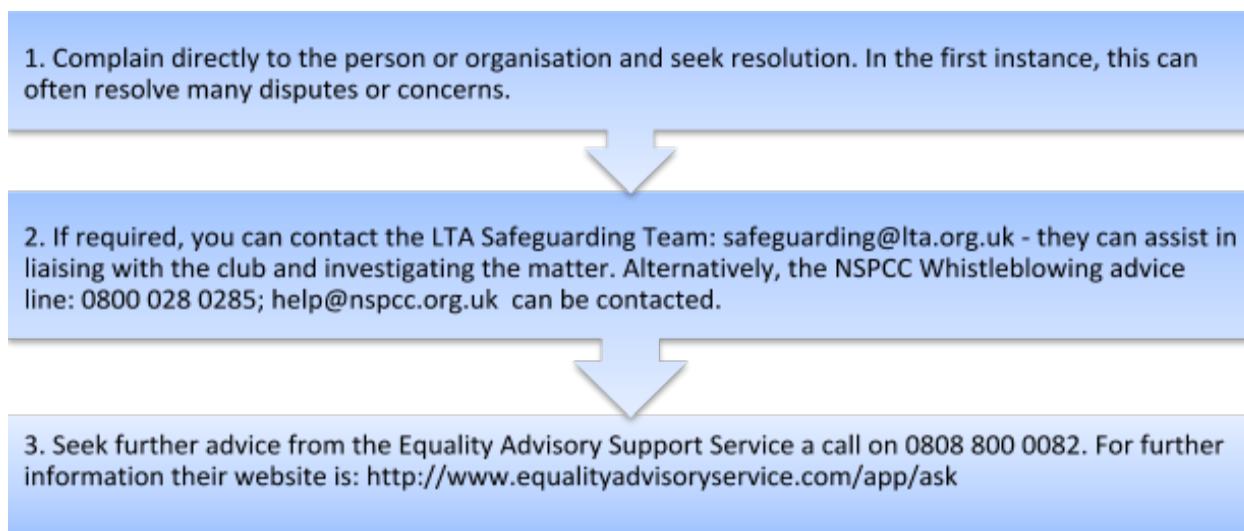 1. Complain directly to the person or organisation and seek resolution. In the first instance, this can
often resolve many disputes or concerns.
2. If required, you can contact the LTA Safeguarding Team: safeguarding@lta.org.uk - they can assist in
liaising with the club and investigating the matter. Alternatively, the NSPCC Whistleblowing advice
line: 0800 028 0285; help@nspcc.org.uk  can be contacted.
3. Seek further advice from the Equality Advisory Support Service a call on 0808 800 0082. For further
information their website is: http://www.equalityadvisoryservice.com/app/ask